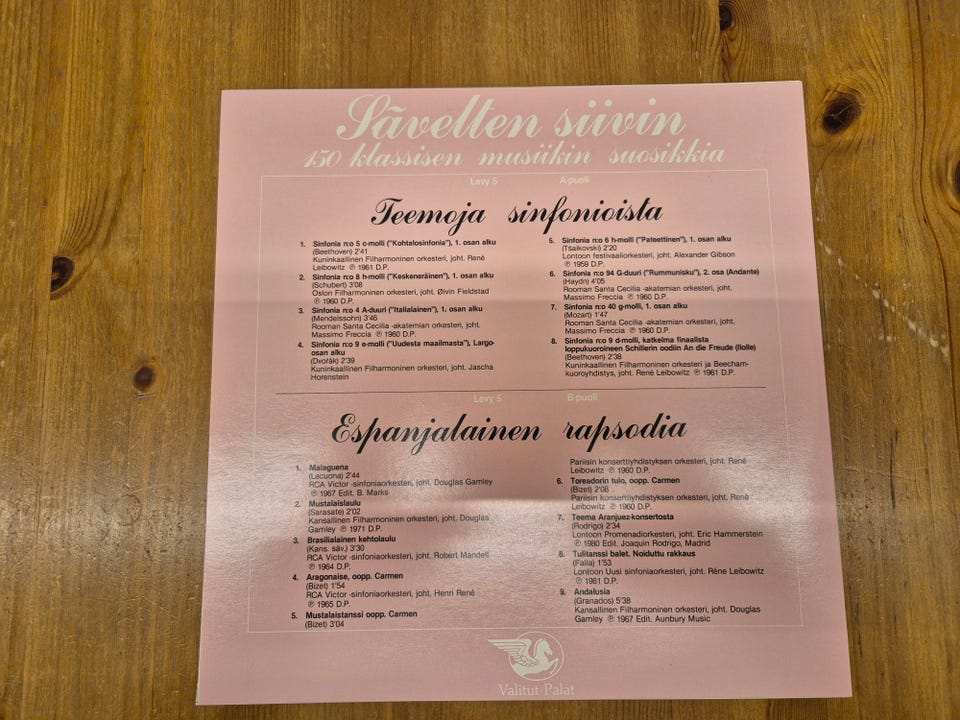 Sävelten siivin
150 klassisen musiikin suosikkia
Levy 5 A-puoli
Teemoja sinfonioista
1. Sinfonia n:o 5 c-molli ("Kohtalosinfonia"), 1. osan alku
(Beethoven) 2'41
Kuninkaallinen Filharmoninen orkesteri, joht. René
Leibowitz ℗ 1961 D.P.
2. Sinfonia n:o 8 h-molli ("Keskeneräinen"), 1. osan alku
(Schubert) 3'08
Oslon Filharmoninen orkesteri, joht. Øivin Fieldstad
℗ 1960 D.P.
3. Sinfonia n:o 4 A-duuri ("Italialainen"), 1. osan alku
(Mendelssohn) 3'46
Rooman Santa Cecilia -akatemian orkesteri, joht.
Massimo Freccia ℗ 1960 D.P.
4. Sinfonia n:o 9 e-molli ("Uudesta maailmasta"), Largo-
osan alku
(Dvořák) 2'39
Kuninkaallinen Filharmoninen orkesteri, joht. Jascha
Horenstein
5. Sinfonia n:o 6 h-molli ("Pateettinen"), 1. osan alku
(Tsaikovski) 2'20
Lontoon festivaaliorkesteri, joht. Alexander Gibson
℗ 1959 D.P.
6. Sinfonia n:o 94 G-duuri ("Rummunisku"), 2. osa (Andante)
(Haydn) 4'05
Rooman Santa Cecilia -akatemian orkesteri, joht.
Massimo Freccia ℗ 1960 D.P.
7. Sinfonia n:o 40 g-molli, 1. osan alku
(Mozart) 1'47
Rooman Santa Cecilia -akatemian orkesteri, joht.
Massimo Freccia ℗ 1960 D.P.
8. Sinfonia n:o 9 d-molli, katkelma finaalista
loppukuoroineen Schillerin oodiin An die Freude (Ilolle)
(Beethoven) 2'38
Kuninkaallinen Filharmoninen orkesteri ja Beecham-
kuoroyhdistys, joht. René Leibowitz ℗ 1961 D.P.
Levy 5 B-puoli
Espanjalainen rapsodia
1. Malaguena
(Lecuona) 2'44
RCA Victor -sinfoniaorkesteri, joht. Douglas Gamley
℗ 1967 Edit. B. Marks
2. Mustalaislaulu
(Sarasate) 2'02
Kansallinen Filharmoninen orkesteri, joht. Douglas
Gamley ℗ 1971 D.P.
3. Brasilialainen kehtolaulu
(Kans. säv.) 3'30
RCA Victor -sinfoniaorkesteri, joht. Robert Mandell
℗ 1964 D.P.
4. Aragonaise, oopp. Carmen
(Bizet) 1'54
RCA Victor -sinfoniaorkesteri, joht. Henri René
℗ 1965 D.P.
5. Mustalaistanssi oopp. Carmen
(Bizet) 3'04
Pariisin konserttiyhdistyksen orkesteri, joht. René
Leibowitz ℗ 1960 D.P.
6. Toreadorin tulo, oopp. Carmen
(Bizet) 2'08
Pariisin konserttiyhdistyksen orkesteri, joht. René
Leibowitz ℗ 1960 D.P.
7. Teema Aranjuez-konsertosta
(Rodrigo) 2'34
Lontoon Promenadiorkesteri, joht. Eric Hammerstein
℗ 1980 Edit. Joaquin Rodrigo, Madrid
8. Tulitanssi balet. Noiduttu rakkaus
(Falla) 1'53
Lontoon Uusi sinfoniaorkesteri, joht. Réne Leibowitz
℗ 1961 D.P.
9. Andalusia
(Granados) 5'38
Kansallinen Filharmoninen orkesteri, joht. Douglas
Gamley ℗ 1967 Edit. Aunbury Music
Valitut Palat